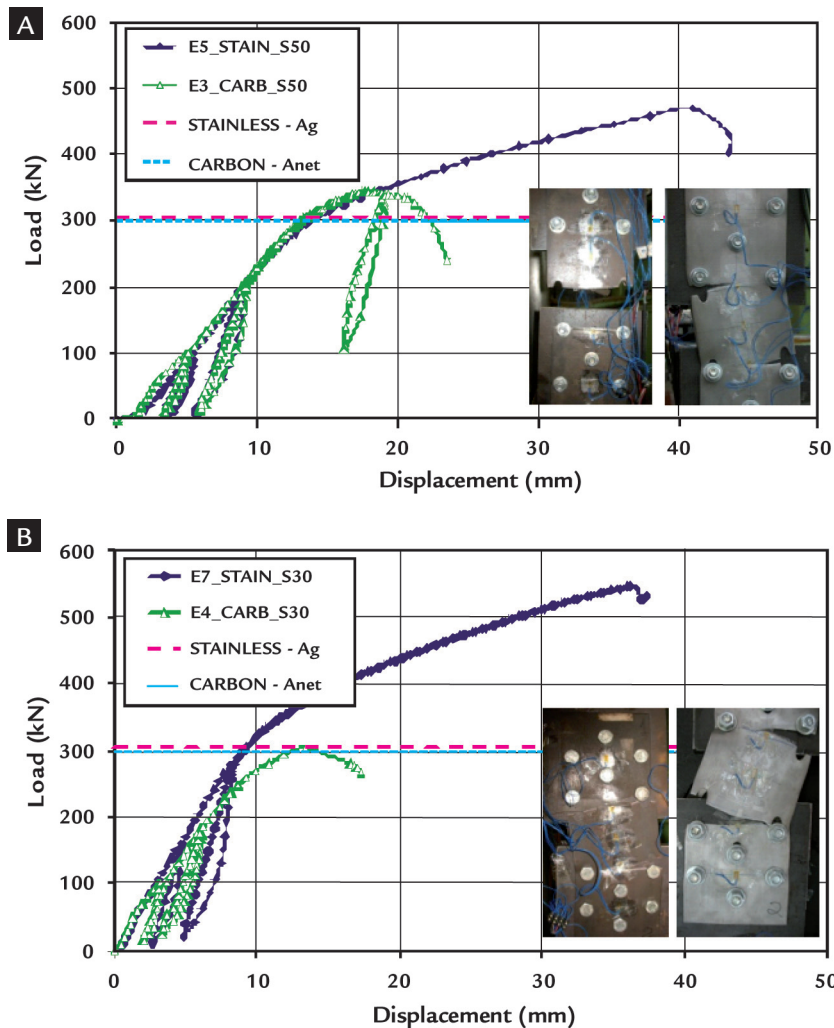 A
600
500
400
300
200
100
0
Load (kN)
E5_STAIN_S50
E3_CARB_S50
STAINLESS - Ag
CARBON - Anet
0 10 20 30 40 50
Displacement (mm)
B
600
500
400
300
200
100
0
Load (kN)
E7_STAIN_S30
E4_CARB_S30
STAINLESS - Ag
CARBON - Anet
0 10 20 30 40 50
Displacement (mm)